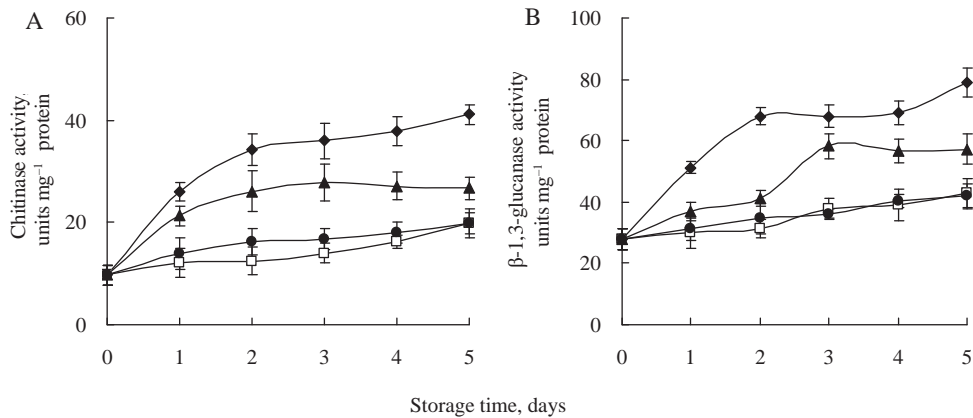 A
Chitinase activity,
units mg⁻¹ protein
60
40
20
0
0 1 2 3 4 5
B
β-1,3-glucanase activity
units mg⁻¹ protein
100
80
60
40
20
0
0 1 2 3 4 5
Storage time, days